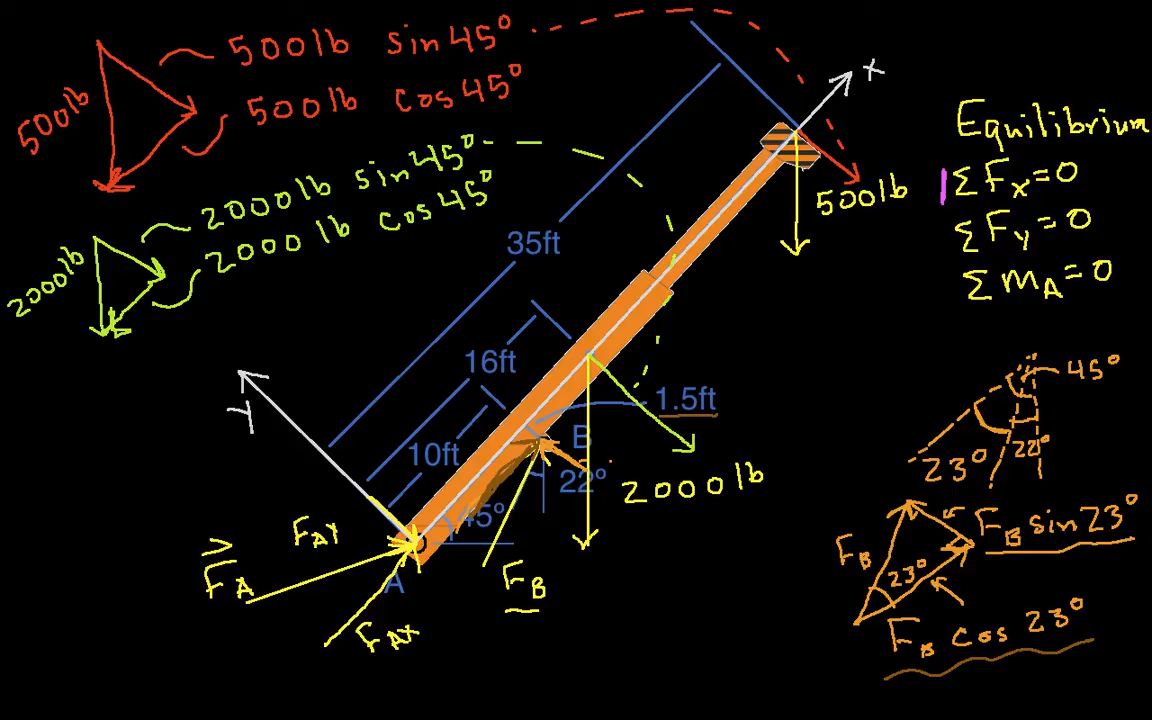 500lb sin45°
500lb cos45°
500lb
2000lb sin45°
2000lb cos45°
2000lb
X
Equilibrium
ΣFx=0
ΣFy=0
ΣmA=0
500lb
35ft
16ft
1.5ft
10ft
B
22°
45°
A
Y
2000lb
FAY
FA
FAX
FB
45°
23°
22°
FB
23°
FB sin23°
FB cos 23°